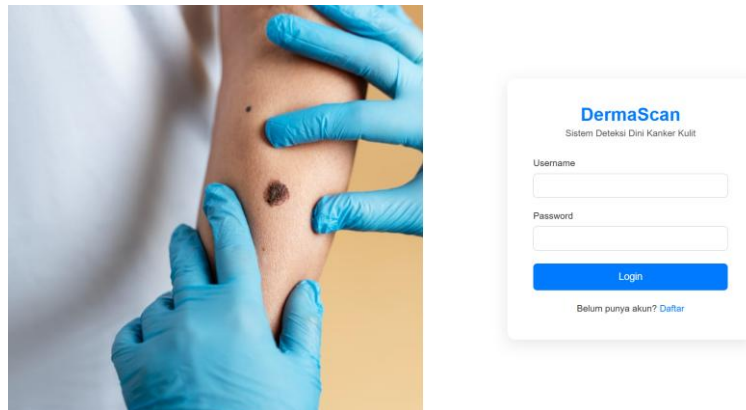 DermaScan
Sistem Deteksi Dini Kanker Kulit
Username
Password
Login
Belum punya akun? Daftar